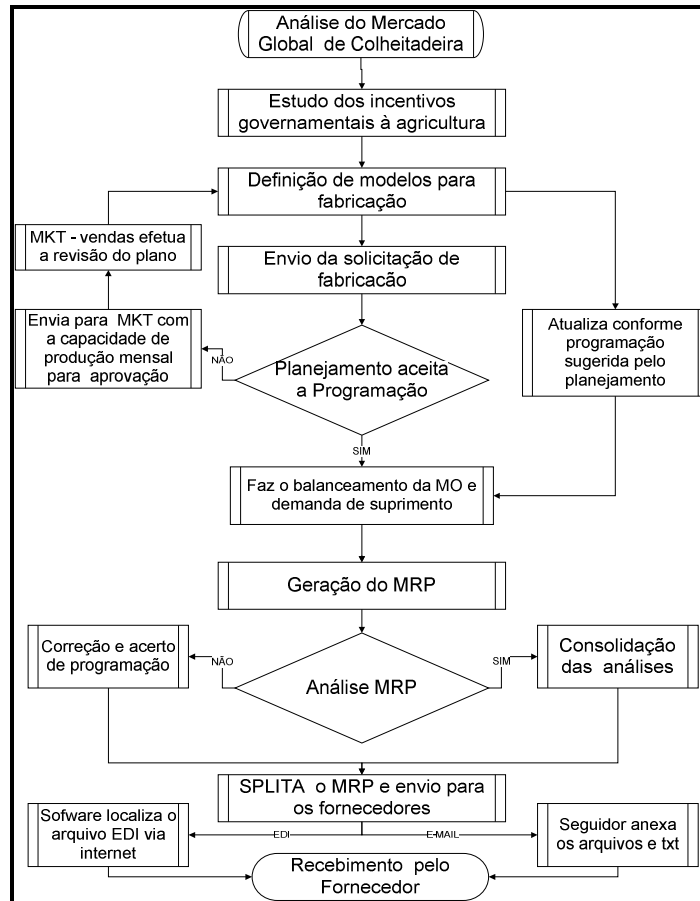 Análise do Mercado
Global de Colheitadeira
Estudo dos incentivos
governamentais à agricultura
Definição de modelos para
fabricação
MKT - vendas efetua
a revisão do plano
Envio da solicitação de
fabricacão
Envia para MKT com
a capacidade de
produção mensal
para aprovação
NÃO
Planejamento aceita
a Programação
Atualiza conforme
programação
sugerida pelo
planejamento
SIM
Faz o balanceamento da MO e
demanda de suprimento
Geração do MRP
Correção e acerto
de programação
NÃO
Análise MRP
SIM
Consolidação
das análises
SPLITA o MRP e envio para
os fornecedores
Sofware localiza o
arquivo EDI via
internet
EDI
E-MAIL
Seguidor anexa
os arquivos e txt
Recebimento pelo
Fornecedor